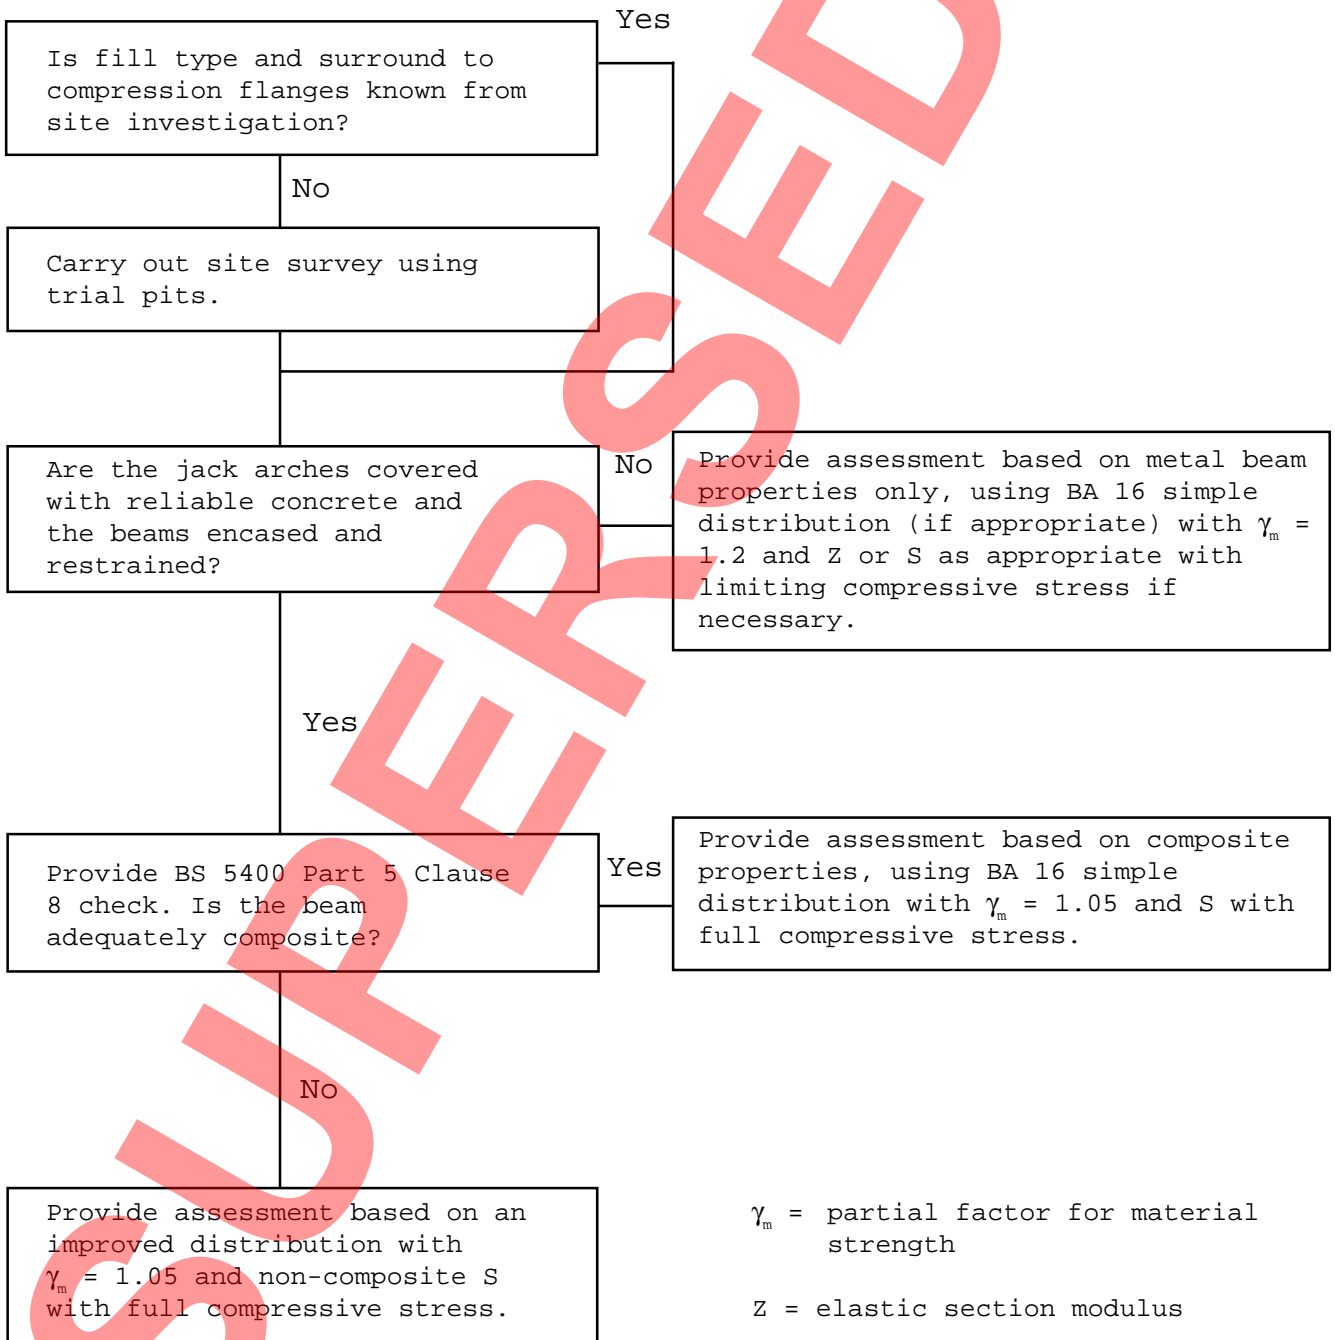 Yes
Is fill type and surround to
compression flanges known from
site investigation?
No
Carry out site survey using
trial pits.
Are the jack arches covered
with reliable concrete and
the beams encased and
restrained?
No
Provide assessment based on metal beam
properties only, using BA 16 simple
distribution (if appropriate) with γm =
1.2 and Z or S as appropriate with
limiting compressive stress if
necessary.
Yes
Provide BS 5400 Part 5 Clause
8 check. Is the beam
adequately composite?
Yes
Provide assessment based on composite
properties, using BA 16 simple
distribution with γm = 1.05 and S with
full compressive stress.
No
Provide assessment based on an
improved distribution with
γm = 1.05 and non-composite S
with full compressive stress.
γm = partial factor for material
strength
Z = elastic section modulus
SUPERSED